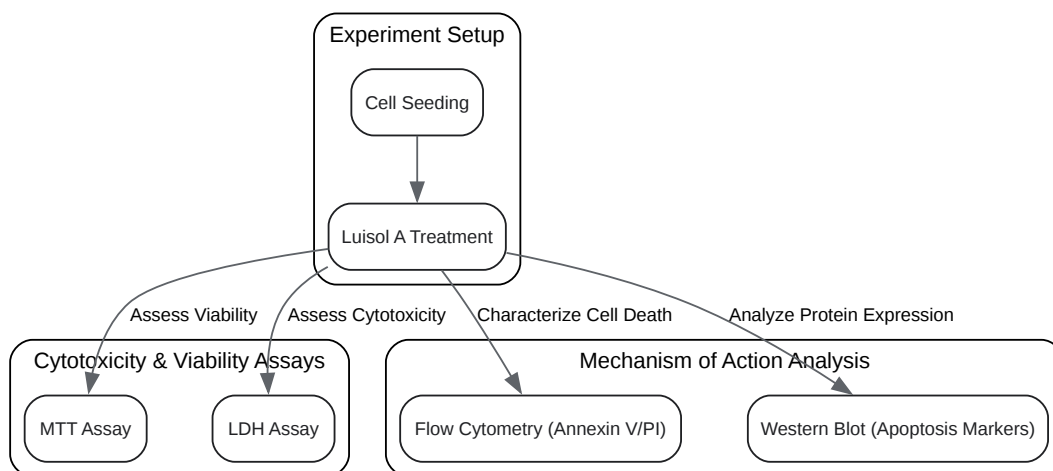 Experiment Setup
Cell Seeding
Luisol A Treatment
Assess Viability
Assess Cytotoxicity
Characterize Cell Death
Analyze Protein Expression
Cytotoxicity & Viability Assays
Mechanism of Action Analysis
MTT Assay
LDH Assay
Flow Cytometry (Annexin V/PI)
Western Blot (Apoptosis Markers)